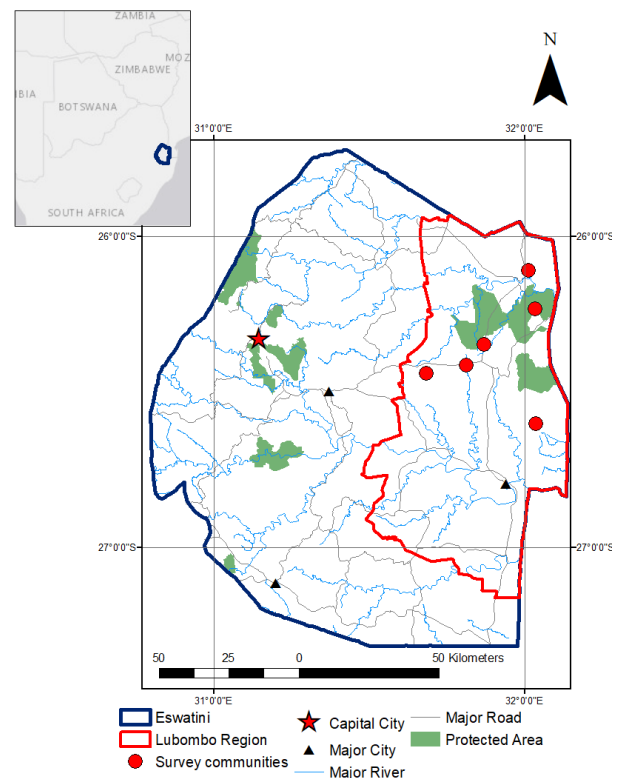 ZAMBIA
MOZ
ZIMBABWE
IBIA
BOTSWANA
SOUTH AFRICA
N
31°0'0"E
32°0'0"E
26°0'0"S
26°0'0"S
27°0'0"S
27°0'0"S
50
25
0
50 Kilometers
31°0'0"E
32°0'0"E
Eswatini
Capital City
Major Road
Lubombo Region
Major City
Protected Area
Survey communities
Major River